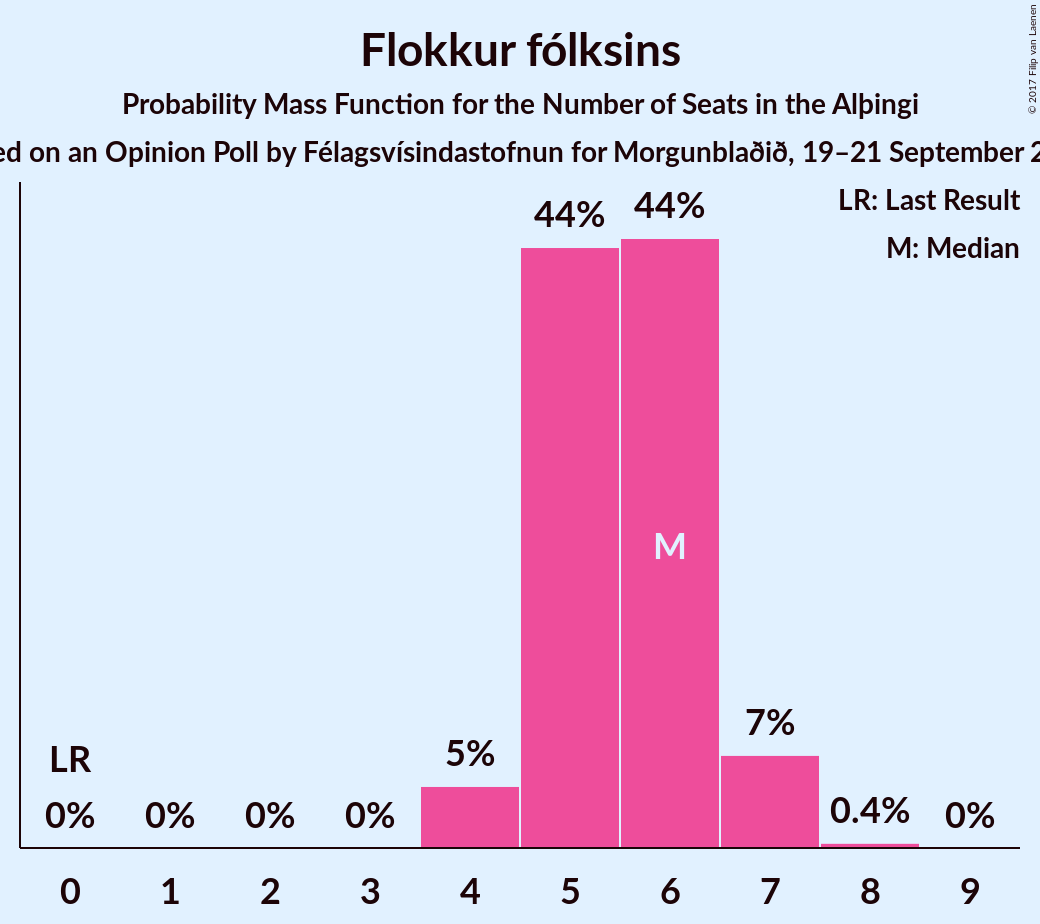 Flokkur fólksins
Probability Mass Function for the Number of Seats in the Alþingi
on an Opinion Poll by Félagsvísindastofnun for Morgunblaðið, 19–21 September
LR: Last Result
M: Median
44% 44%
M
7%
5%
LR
0% 0% 0% 0% 0.4% 0%
0 1 2 3 4 5 6 7 8 9
© 2017 Filip van Laenen